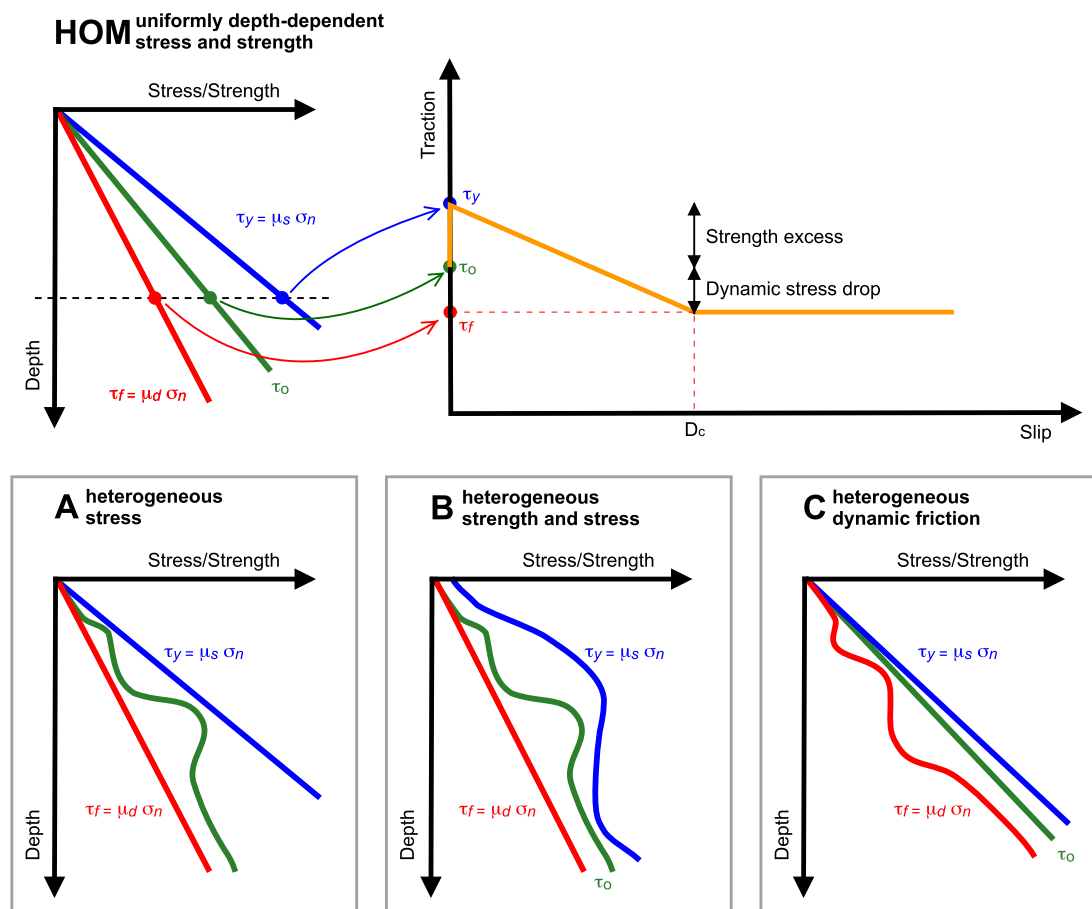 HOM uniformly depth-dependent
stress and strength
Stress/Strength
Depth
τy = μs σn
τf = μd σn
τo
Traction
τy
τo
τf
Strength excess
Dynamic stress drop
Dc
Slip
A heterogeneous
stress
Stress/Strength
τy = μs σn
τf = μd σn
Depth
B heterogeneous
strength and stress
Stress/Strength
τy = μs σn
τf = μd σn
Depth
τo
C heterogeneous
dynamic friction
Stress/Strength
τy = μs σn
τf = μd σn
Depth
τo